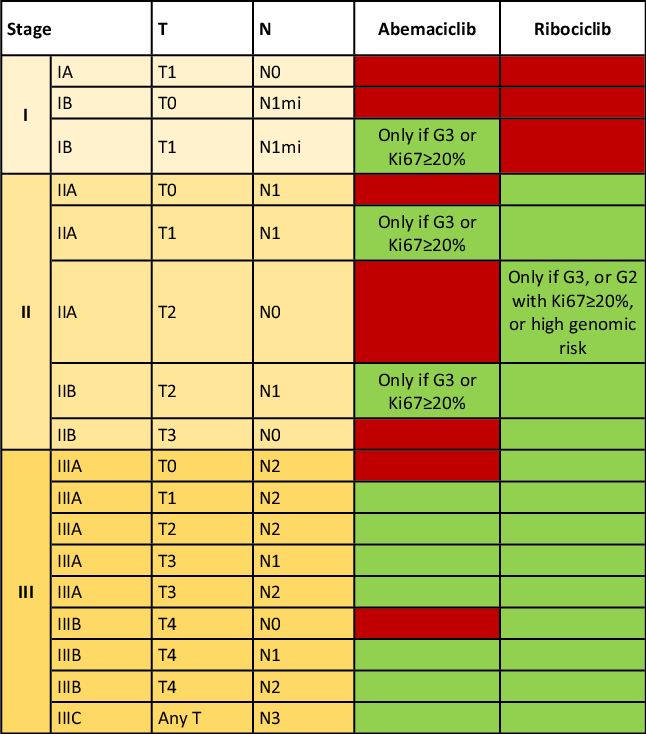 Stage T N Abemaciclib Ribociclib
I
IA T1 N0
IB T0 N1mi
IB T1 N1mi Only if G3 or
Ki67≥20%
II
IIA T0 N1
IIA T1 N1 Only if G3 or
Ki67≥20%
IIA T2 N0 Only if G3, or G2
with Ki67≥20%,
or high genomic
risk
IIB T2 N1 Only if G3 or
Ki67≥20%
IIB T3 N0
III
IIIA T0 N2
IIIA T1 N2
IIIA T2 N2
IIIA T3 N1
IIIA T3 N2
IIIB T4 N0
IIIB T4 N1
IIIB T4 N2
IIIC Any T N3